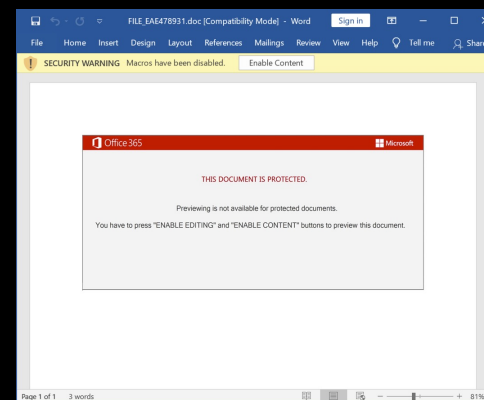 FILE_EAE478931.doc [Compatibility Mode] - Word Sign in
File Home Insert Design Layout References Mailings Review View Help Tell me Share
SECURITY WARNING Macros have been disabled. Enable Content
Office 365 Microsoft
THIS DOCUMENT IS PROTECTED.
Previewing is not available for protected documents.
You have to press "ENABLE EDITING" and "ENABLE CONTENT" buttons to preview this document.
Page 1 of 1 3 words 81%